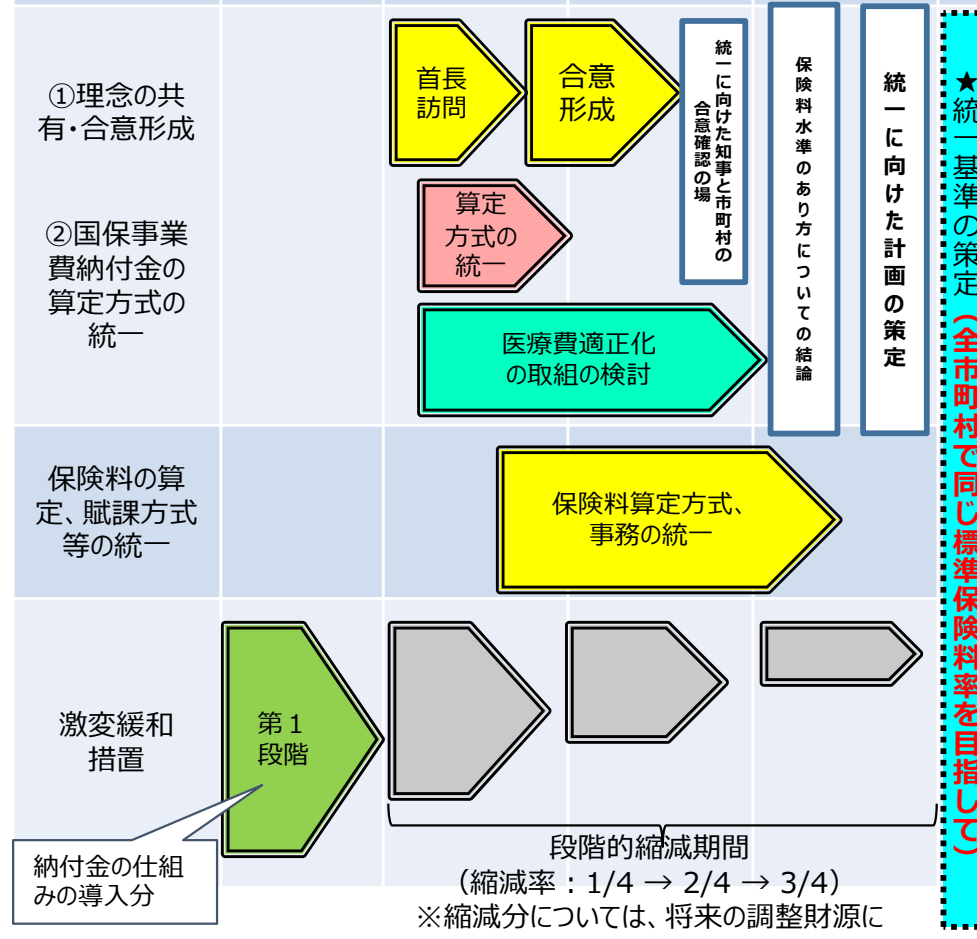 ①理念の共
有・合意形成
首長
訪問
合意
形成
統一に向けた知事と市町村の
合意確認の場
保険料水準のあり方についての結論
統一に向けた計画の策定
★統一基準の策定(全市町村で同じ標準保険料率を目指して)
②国保事業
費納付金の
算定方式の
統一
算定
方式の
統一
医療費適正化
の取組の検討
保険料の算
定、賦課方式
等の統一
保険料算定方式、
事務の統一
激変緩和
措置
第1
段階
納付金の仕組
みの導入分
段階的縮減期間
(縮減率:1/4 → 2/4 → 3/4)
※縮減分については、将来の調整財源に